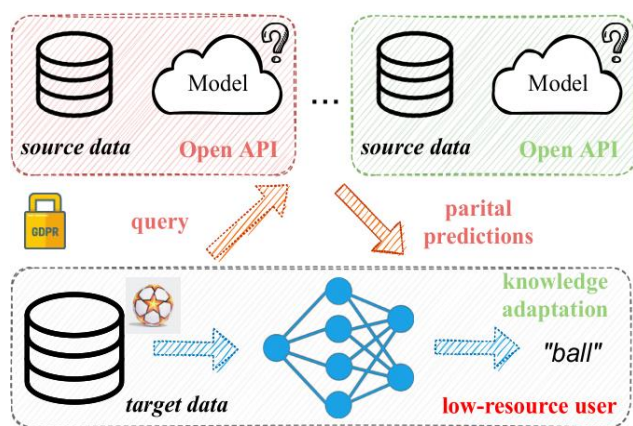 ?
Model
source data
Open API
...
?
Model
source data
Open API
GDPR
query
parital
predictions
knowledge
adaptation
"ball"
target data
low-resource user